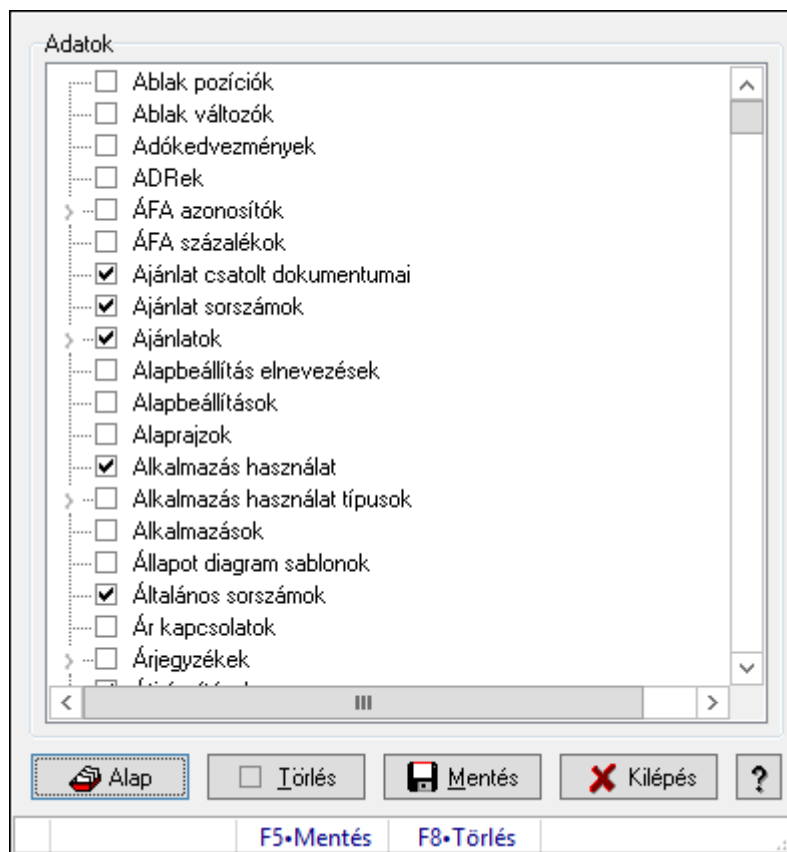 Adatok
Ablak pozíciók
Ablak változók
Adókedvezmények
ADRek
ÁFA azonosítók
ÁFA százalékok
Ajánlat csatolt dokumentumai
Ajánlat sorszámok
Ajánlatok
Alapbeállítás elnevezések
Alapbeállítások
Alaprajzok
Alkalmazás használat
Alkalmazás használat típusok
Alkalmazások
Állapot diagram sablonok
Általános sorszámok
Ár kapcsolatok
Árjegyzékek
Alap Törlés Mentés Kilépés ?
F5•Mentés F8•Törlés